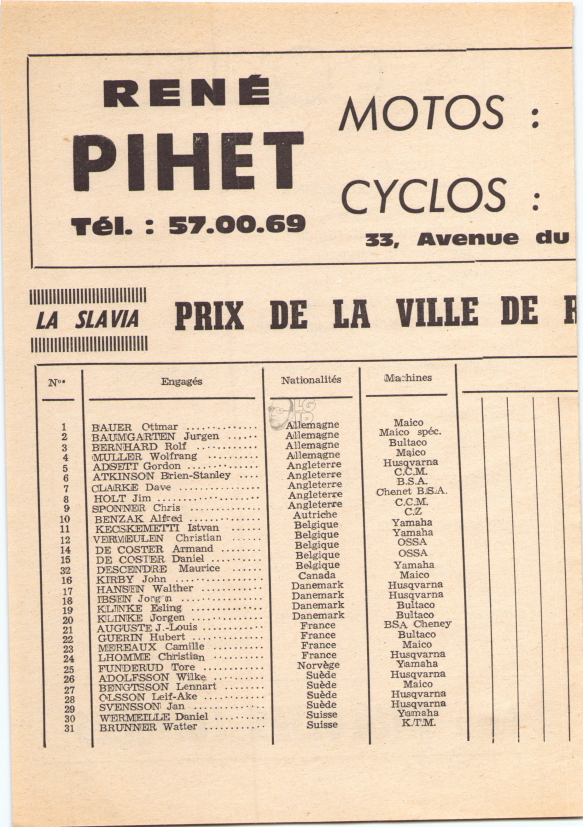 RENÉ
PIHET
Tél. : 57.00.69
MOTOS :
CYCLOS :
33, Avenue du
LA SLAVIA
PRIX DE LA VILLE DE
Nos Engagés Nationalités Machines
1 BAUER Ottmar .......... Allemagne Maico
2 BAUMGARTEN Jurgen ...... Allemagne Maico spéc.
3 BERNHARD Rolf .......... Allemagne Bultaco
4 MULLER Wolfrang .......... Allemagne Maico
5 ADSETT Gordon .......... Angleterre Husqvarna
6 ATKINSON Brien-Stanley .... Angleterre C.C.M.
7 CLARKE Dave .......... Angleterre B.S.A.
8 HOLT Jim .......... Angleterre Chenet B.S.A.
9 SPONNER Chris .......... Angleterre C.C.M.
10 BENZAK Alfred .......... Autriche C.Z
11 KECSKEMETTI Istvan ...... Belgique Yamaha
12 VERMEULEN Christian ...... Belgique Yamaha
14 DE COSTER Armand ........ Belgique OSSA
15 DE COSTER Daniel ........ Belgique OSSA
32 DESCENDRE Maurice ........ Belgique Yamaha
16 KIRBY John .......... Canada Maico
17 HANSEN Walther .......... Danemark Husqvarna
18 IBSEN Jorgen .......... Danemark Husqvarna
19 KLINKE Esling .......... Danemark Bultaco
20 KLINKE Jorgen .......... Danemark Bultaco
21 AUGUSTE J.-Louis .......... France BSA Cheney
22 GUERIN Hubert .......... France Bultaco
23 MEREAUX Camille .......... France Maico
24 LHOMME Christian .......... France Husqvarna
25 FUNDERUD Tore .......... Norvège Yamaha
26 ADOLFSSON Wilke .......... Suède Husqvarna
27 BENGTSSON Lennart ........ Suède Maico
28 OLSSON Leif-Ake .......... Suède Husqvarna
29 SVENSSON Jan .......... Suède Husqvarna
30 WERMEILLE Daniel ........ Suisse Yamaha
31 BRUNNER Watter .......... Suisse K.T.M.